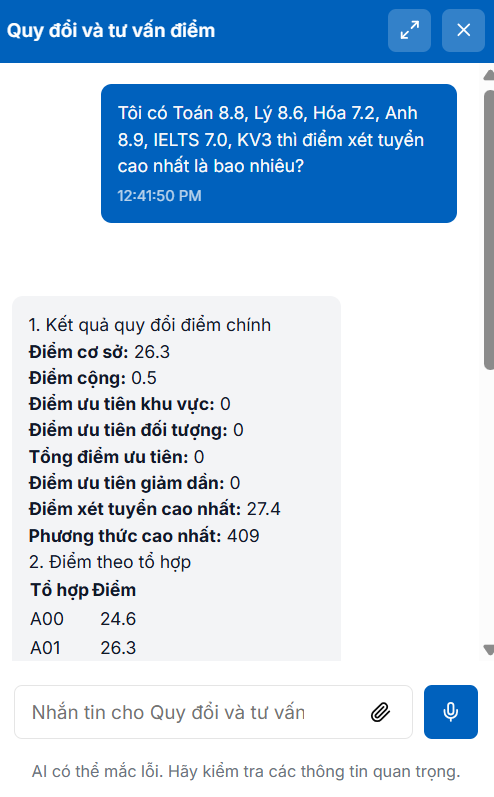 Quy đổi và tư vấn điểm
Tôi có Toán 8.8, Lý 8.6, Hóa 7.2, Anh
8.9, IELTS 7.0, KV3 thì điểm xét tuyển
cao nhất là bao nhiêu?
12:41:50 PM
1. Kết quả quy đổi điểm chính
Điểm cơ sở: 26.3
Điểm cộng: 0.5
Điểm ưu tiên khu vực: 0
Điểm ưu tiên đối tượng: 0
Tổng điểm ưu tiên: 0
Điểm ưu tiên giảm dần: 0
Điểm xét tuyển cao nhất: 27.4
Phương thức cao nhất: 409
2. Điểm theo tổ hợp
Tổ hợp Điểm
A00 24.6
A01 26.3
Nhắn tin cho Quy đổi và tư vấn
AI có thể mắc lỗi. Hãy kiểm tra các thông tin quan trọng.